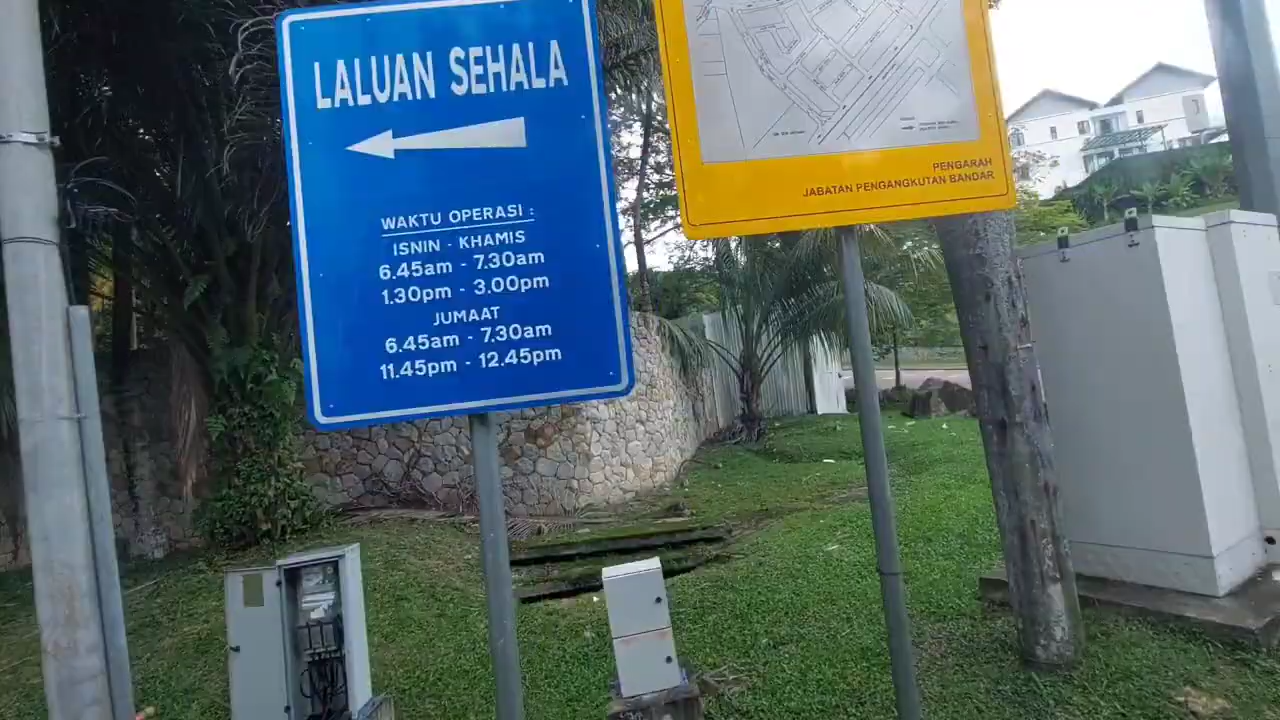 LALUAN SEHALA
WAKTU OPERASI :
ISNIN - KHAMIS
6.45am - 7.30am
1.30pm - 3.00pm
JUMAAT
6.45am - 7.30am
11.45pm - 12.45pm
PENGARAH
JABATAN PENGANGKUTAN BANDAR